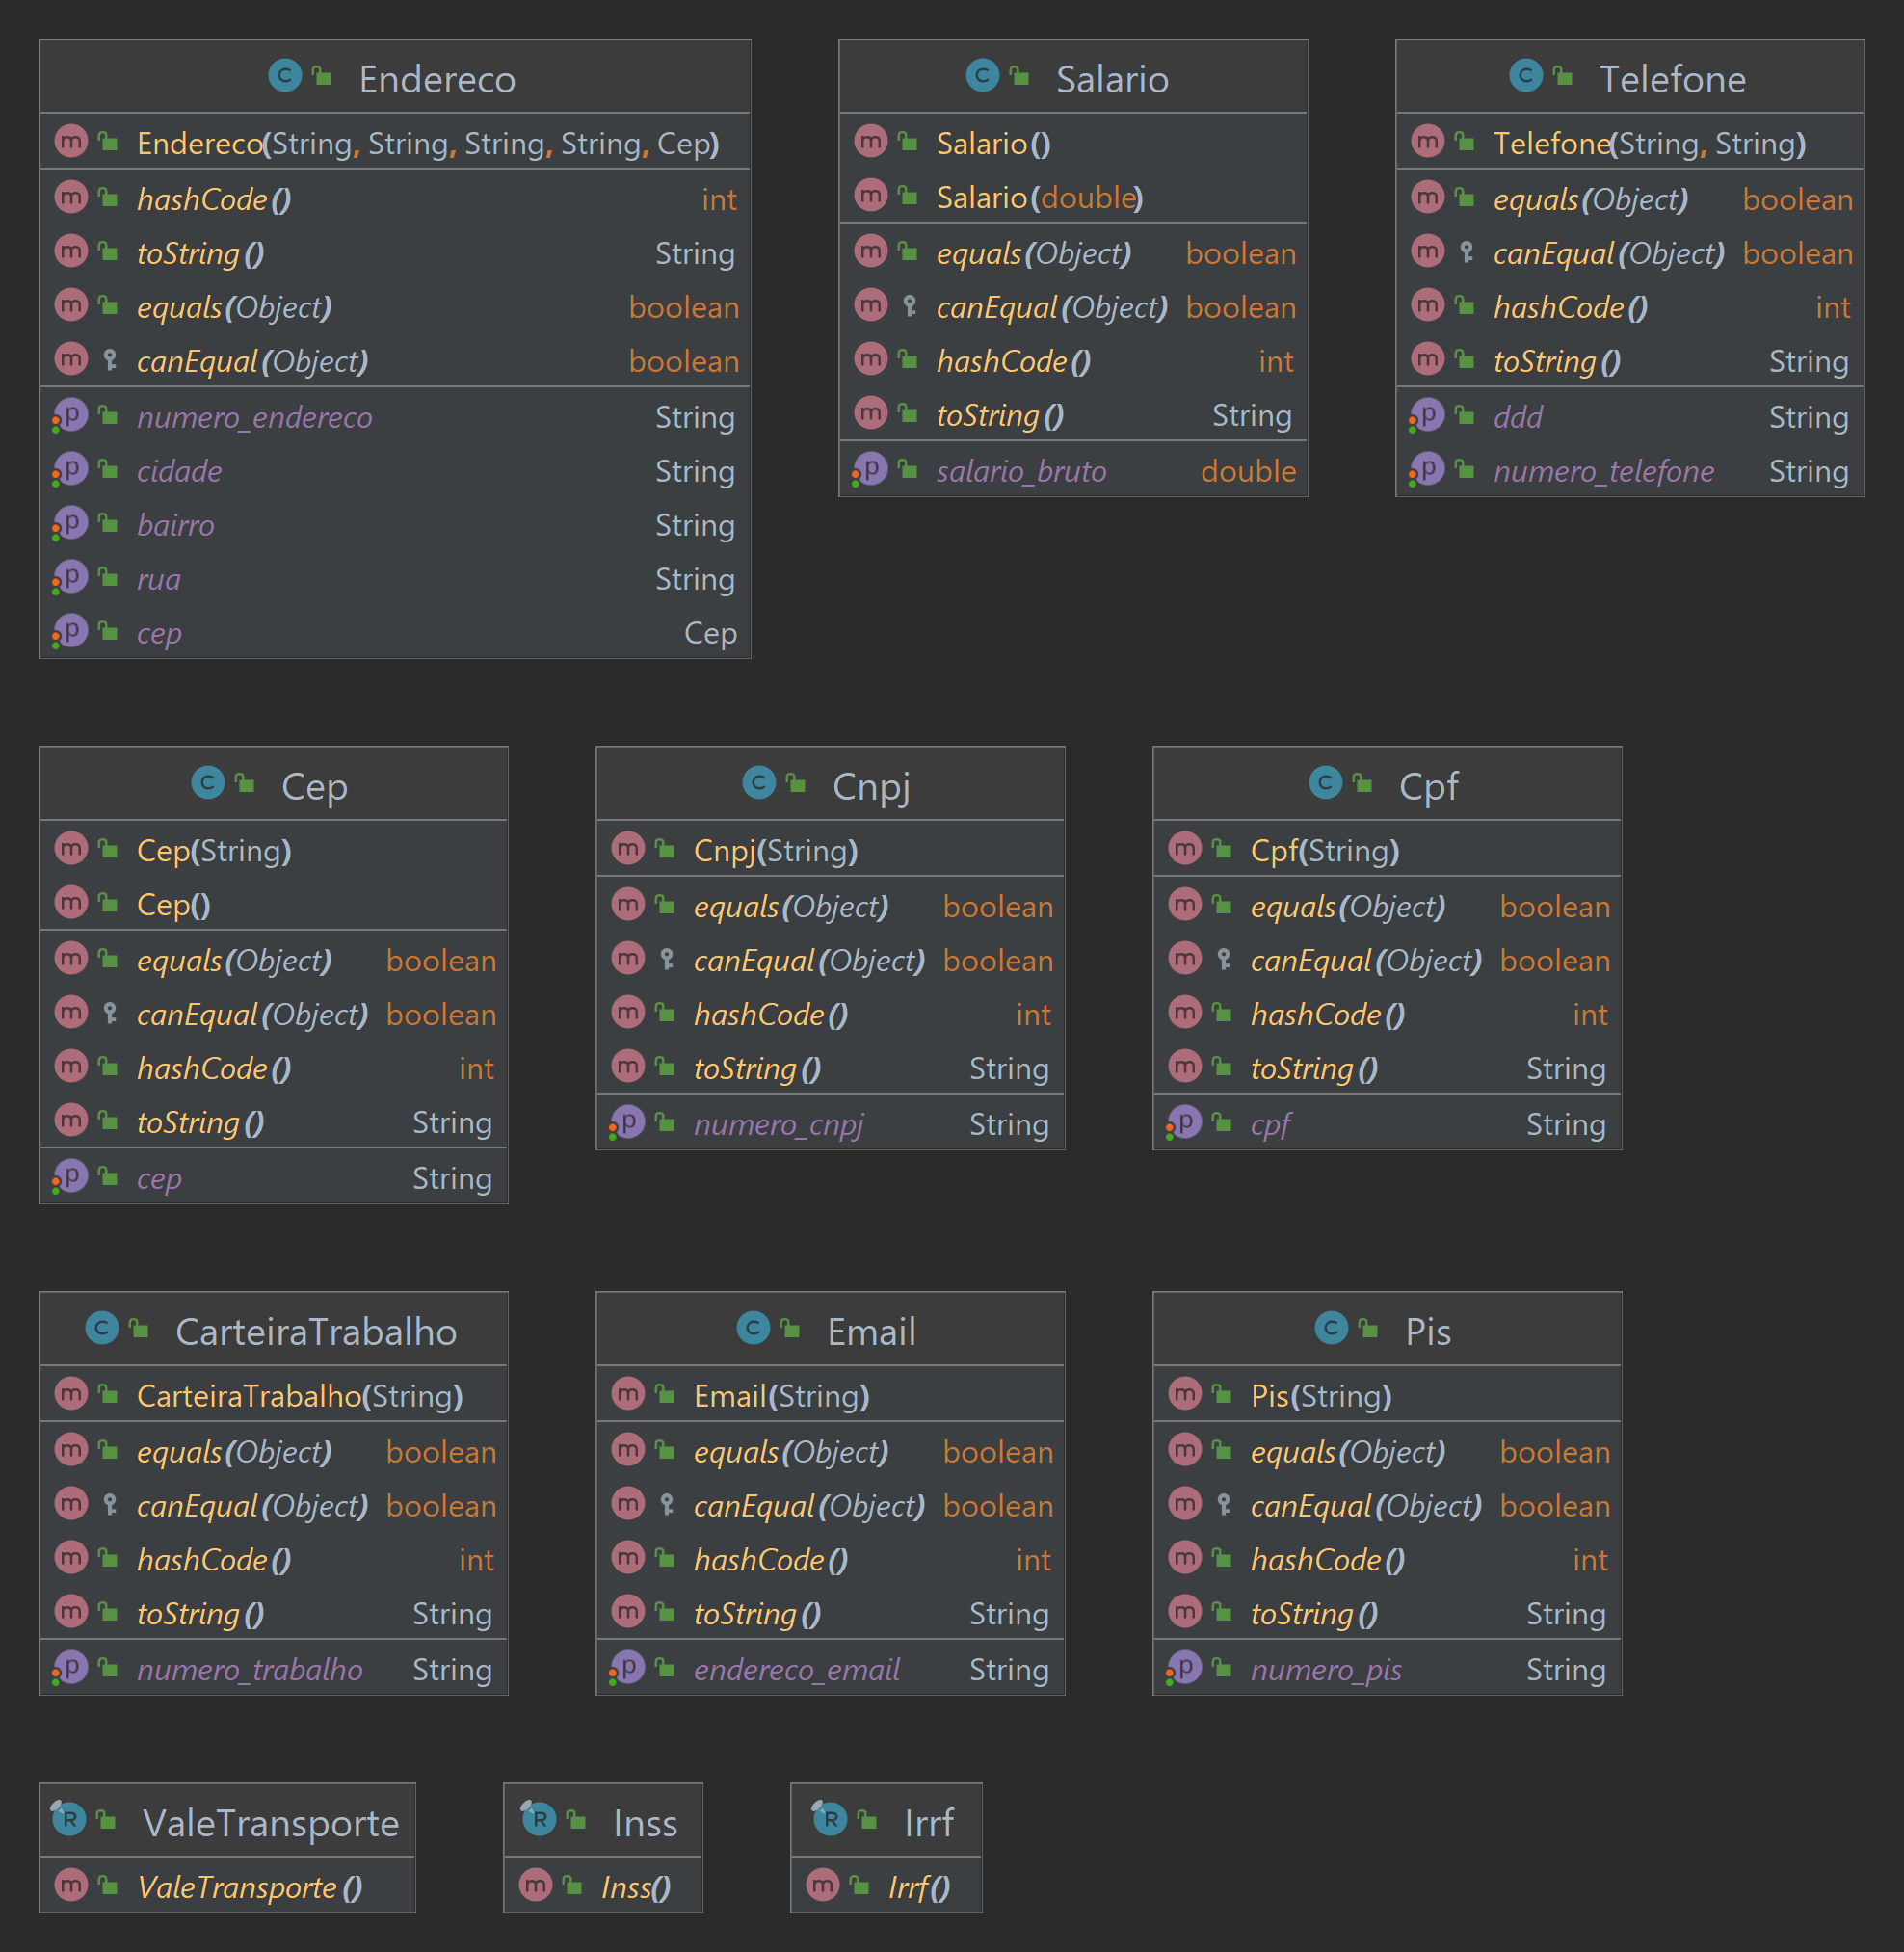 Endereco
Endereco(String, String, String, String, Cep)
hashCode() int
toString() String
equals(Object) boolean
canEqual(Object) boolean
numero_endereco String
cidade String
bairro String
rua String
cep Cep
Salario
Salario()
Salario(double)
equals(Object) boolean
canEqual(Object) boolean
hashCode() int
toString() String
salario_bruto double
Telefone
Telefone(String, String)
equals(Object) boolean
canEqual(Object) boolean
hashCode() int
toString() String
ddd String
numero_telefone String
Cep
Cep(String)
Cep()
equals(Object) boolean
canEqual(Object) boolean
hashCode() int
toString() String
cep String
Cnpj
Cnpj(String)
equals(Object) boolean
canEqual(Object) boolean
hashCode() int
toString() String
numero_cnpj String
Cpf
Cpf(String)
equals(Object) boolean
canEqual(Object) boolean
hashCode() int
toString() String
cpf String
CarteiraTrabalho
CarteiraTrabalho(String)
equals(Object) boolean
canEqual(Object) boolean
hashCode() int
toString() String
numero_trabalho String
Email
Email(String)
equals(Object) boolean
canEqual(Object) boolean
hashCode() int
toString() String
endereco_email String
Pis
Pis(String)
equals(Object) boolean
canEqual(Object) boolean
hashCode() int
toString() String
numero_pis String
ValeTransporte
ValeTransporte()
Inss
Inss()
Irrf
Irrf()